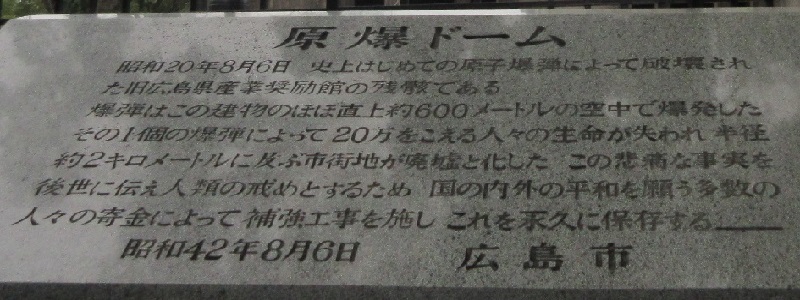 原爆ドーム
昭和20年8月6日 史上はじめての原子爆弾によって破壊され
た旧広島県産業奨励館の残骸である
爆弾はこの建物のほぼ直上約600メートルの空中で爆発した
その1個の爆弾によって20万をこえる人々の生命が失われ 半径
約2キロメートルに及ぶ市街地が廃墟と化した この悲痛な事実を
後世に伝え人類の戒めとするため 国の内外の平和を願う多数の
人々の寄金によって補強工事を施し これを永久に保存する
昭和42年8月6日 広島市